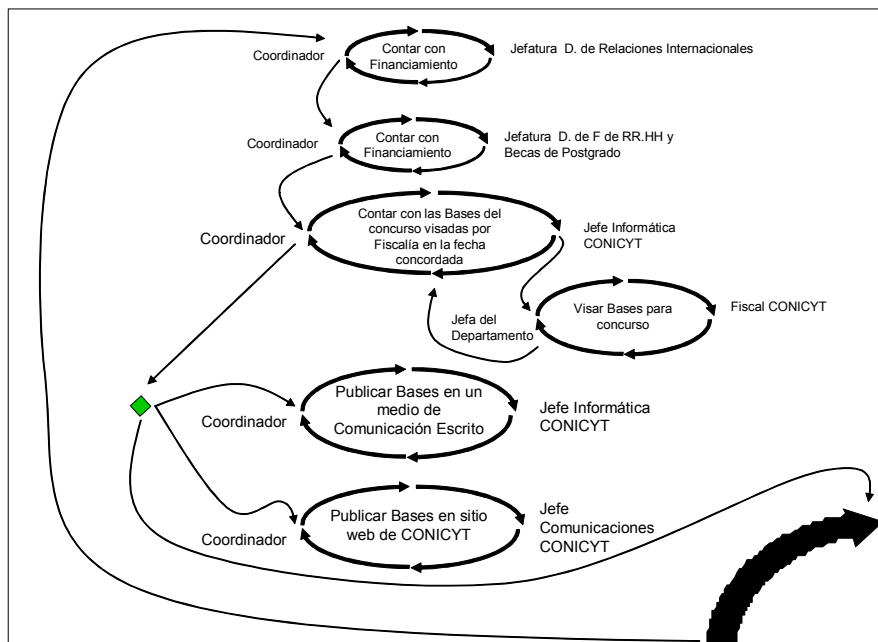 Coordinador
Contar con
Financiamiento
Jefatura D. de Relaciones Internacionales
Coordinador
Contar con
Financiamiento
Jefatura D. de F de RR.HH y
Becas de Postgrado
Coordinador
Contar con las Bases del
concurso visadas por
Fiscalía en la fecha
concordada
Jefe Informática
CONICYT
Jefa del
Departamento
Visar Bases para
concurso
Fiscal CONICYT
Coordinador
Publicar Bases en un
medio de
Comunicación Escrito
Jefe Informática
CONICYT
Coordinador
Publicar Bases en sitio
web de CONICYT
Jefe
Comunicaciones
CONICYT